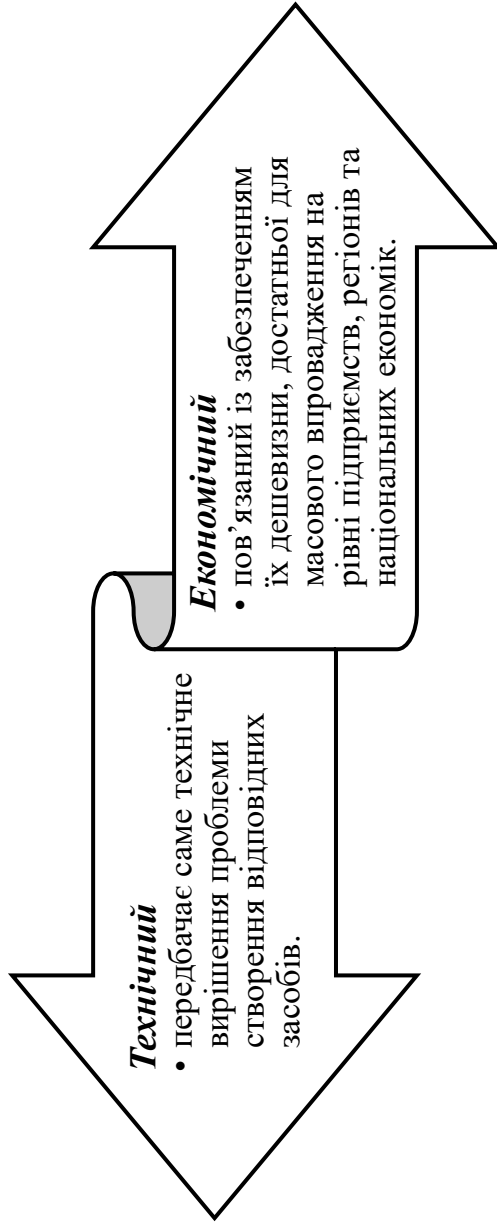 Технічний
• передбачає саме технічне
вирішення проблеми
створення відповідних
засобів.
Економічний
• пов’язаний із забезпеченням
їх дешевизни, достатньої для
масового впровадження на
рівні підприємств, регіонів та
національних економік.